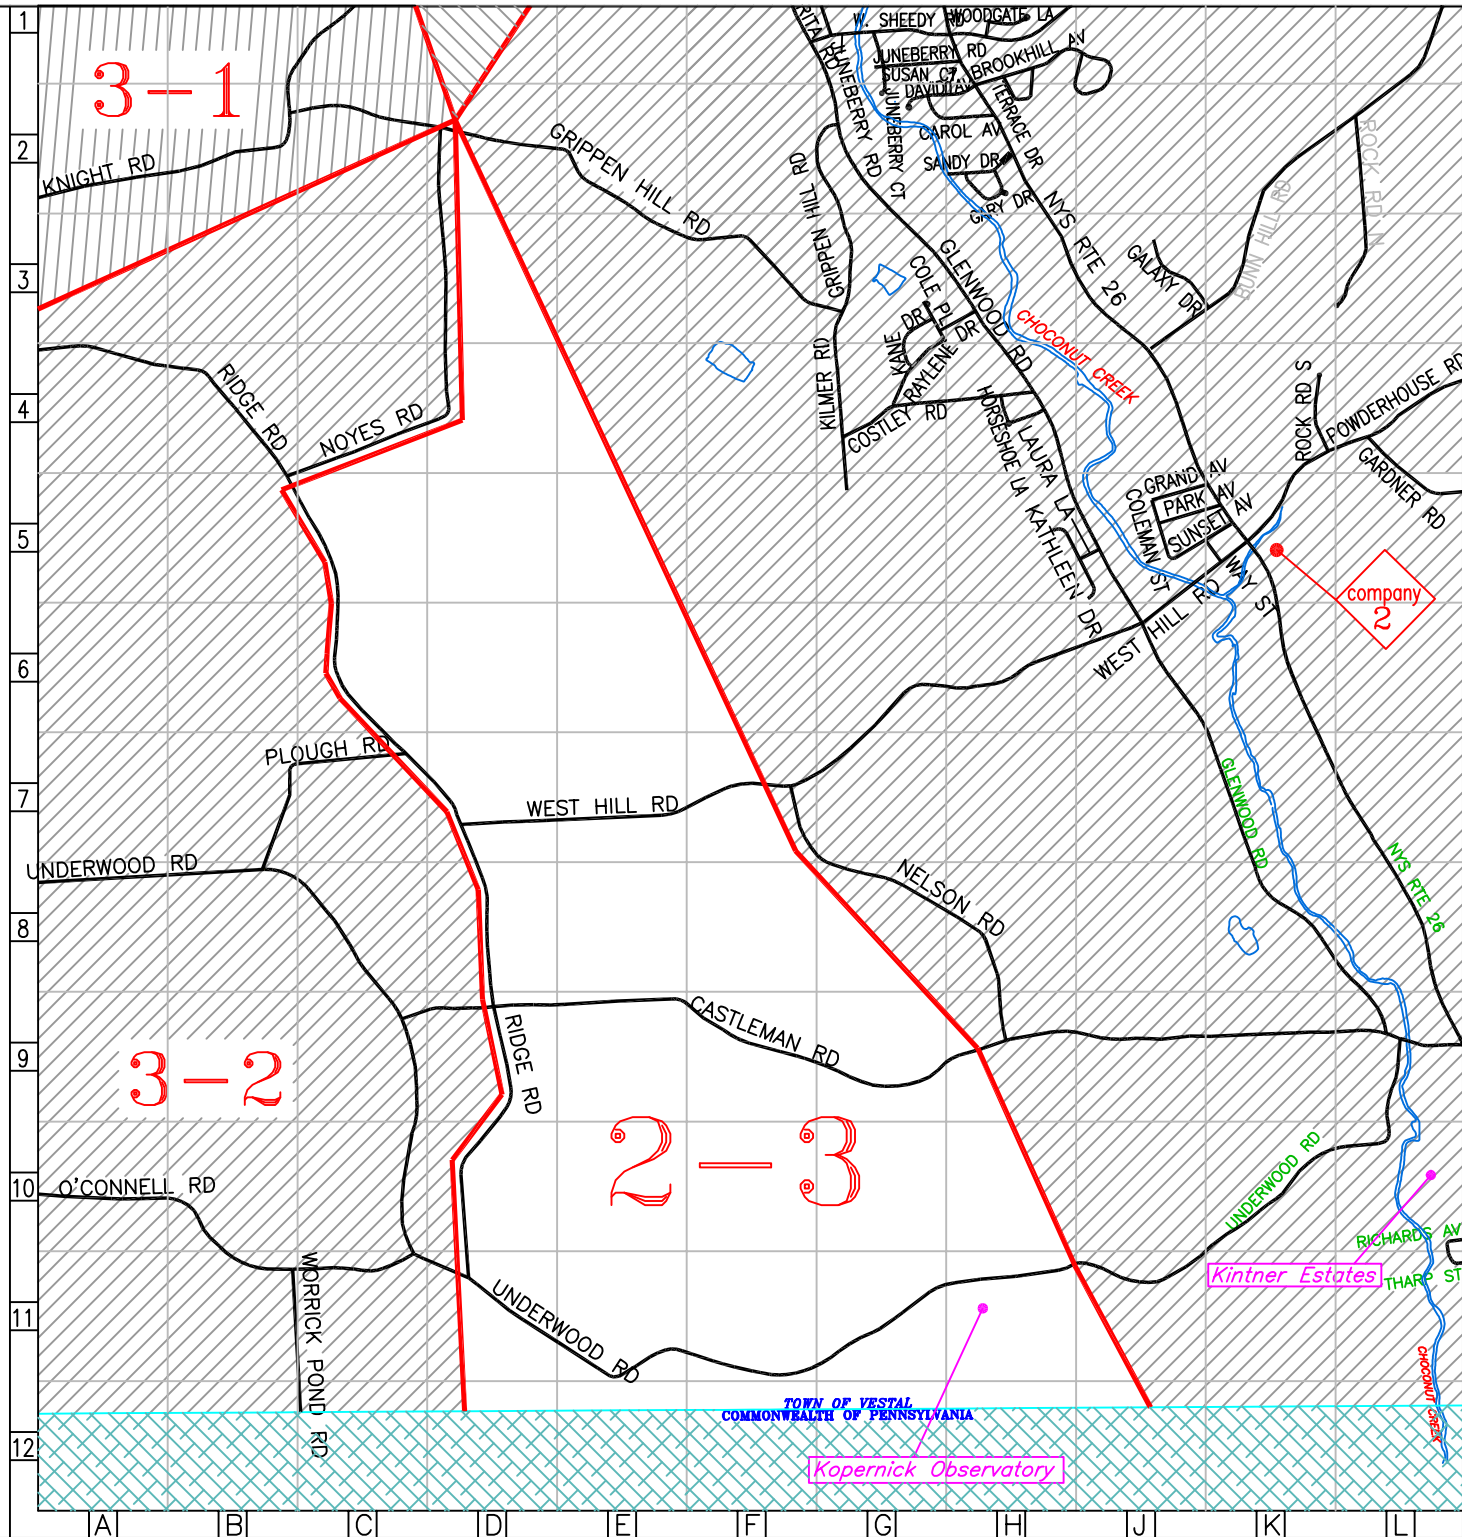 1
2
3
4
5
6
7
8
9
10
11
12
A
B
C
D
E
F
G
H
J
K
L
3-1
3-2
2-3
KNIGHT RD
GRIPPEN HILL RD
GRIPPEN HILL RD
RITA RD
W. SHEEDY RD
WOODGATE LA
JUNEBERRY RD
JUNEBERRY RD
SUSAN CT.
BROOKHILL AV
DAVID AV
JUNEBERRY CT
CAROL AV
TERRACE DR
SANDY DR
GARY DR
NYS RTE 26
GALAXY DR
BUNN HILL RD
ROCK RD N
COLE PL
GLENWOOD RD
KANE DR
RAYLENE DR
KILMER RD
COSTLEY RD
CHOCONUT CREEK
HORSESHOE LA
LAURA LA
KATHLEEN DR
RIDGE RD
NOYES RD
ROCK RD S
POWDERHOUSE RD
GARDNER RD
GRAND AV
PARK AV
SUNSET AV
COLEMAN ST
WAY ST
WEST HILL RD
company
2
PLOUGH RD
WEST HILL RD
UNDERWOOD RD
NELSON RD
GLENWOOD RD
NYS RTE 26
CASTLEMAN RD
RIDGE RD
O'CONNELL RD
WORRICK POND RD
UNDERWOOD RD
UNDERWOOD RD
RICHARDS AV
THARP ST
Kintner Estates
CHOCONUT CREEK
TOWN OF VESTAL
COMMONWEALTH OF PENNSYLVANIA
Kopernick Observatory